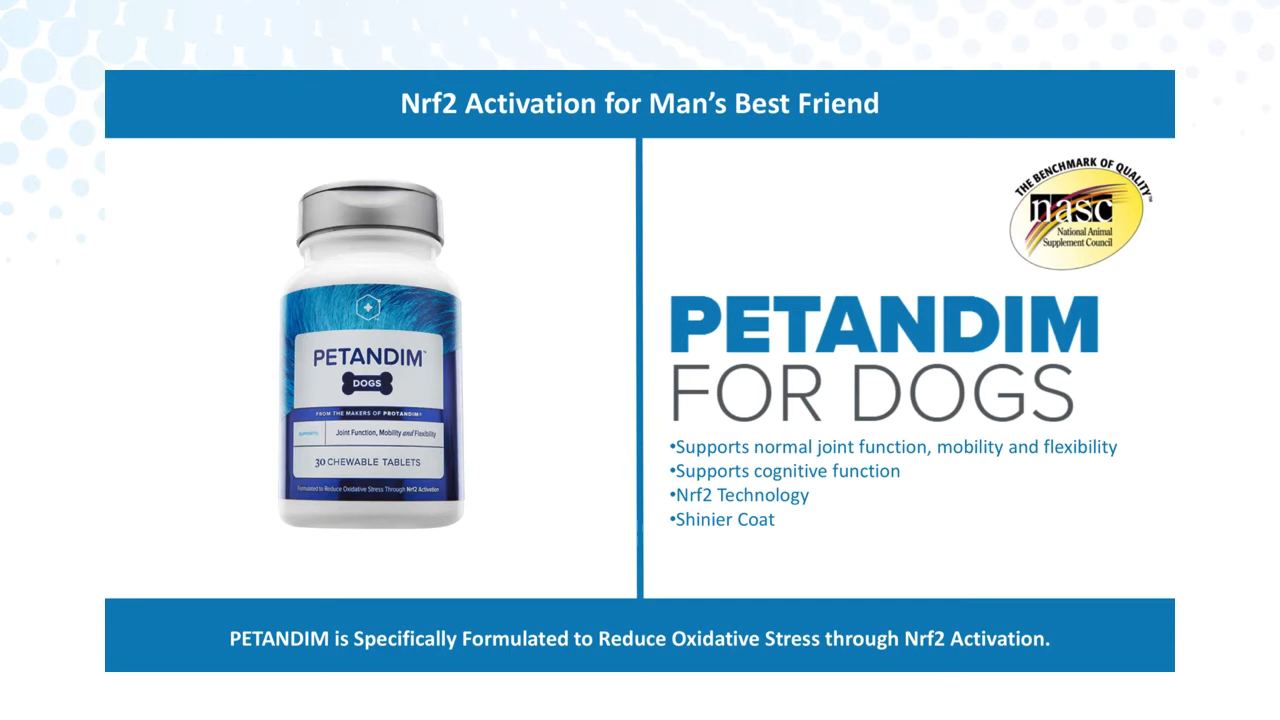 Nrf2 Activation for Man's Best Friend
PETANDIM™
DOGS
FROM THE MAKERS OF PROTANDIM®
Joint Function, Mobility and Flexibility
30 CHEWABLE TABLETS
Formulated to Reduce Oxidative Stress Through Nrf2 Activation
THE BENCHMARK OF QUALITY™
nasc
National Animal
Supplement Council
PETANDIM
FOR DOGS
•Supports normal joint function, mobility and flexibility
•Supports cognitive function
•Nrf2 Technology
•Shinier Coat
PETANDIM is Specifically Formulated to Reduce Oxidative Stress through Nrf2 Activation.